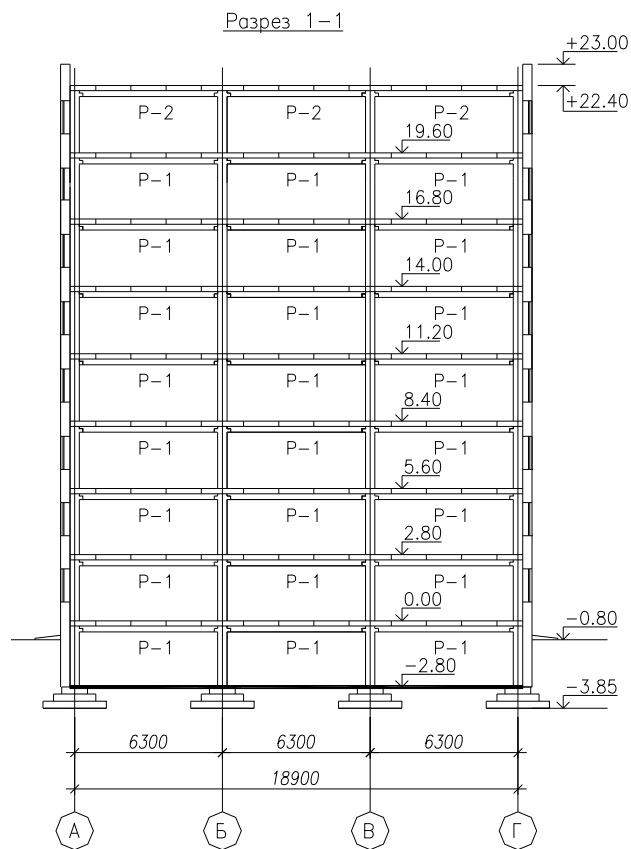 Разрез 1-1
+23.00
+22.40
Р-2 Р-2 Р-2
19.60
Р-1 Р-1 Р-1
16.80
Р-1 Р-1 Р-1
14.00
Р-1 Р-1 Р-1
11.20
Р-1 Р-1 Р-1
8.40
Р-1 Р-1 Р-1
5.60
Р-1 Р-1 Р-1
2.80
Р-1 Р-1 Р-1
0.00
-0.80
Р-1 Р-1 Р-1
-2.80
-3.85
6300 6300 6300
18900
А Б В Г